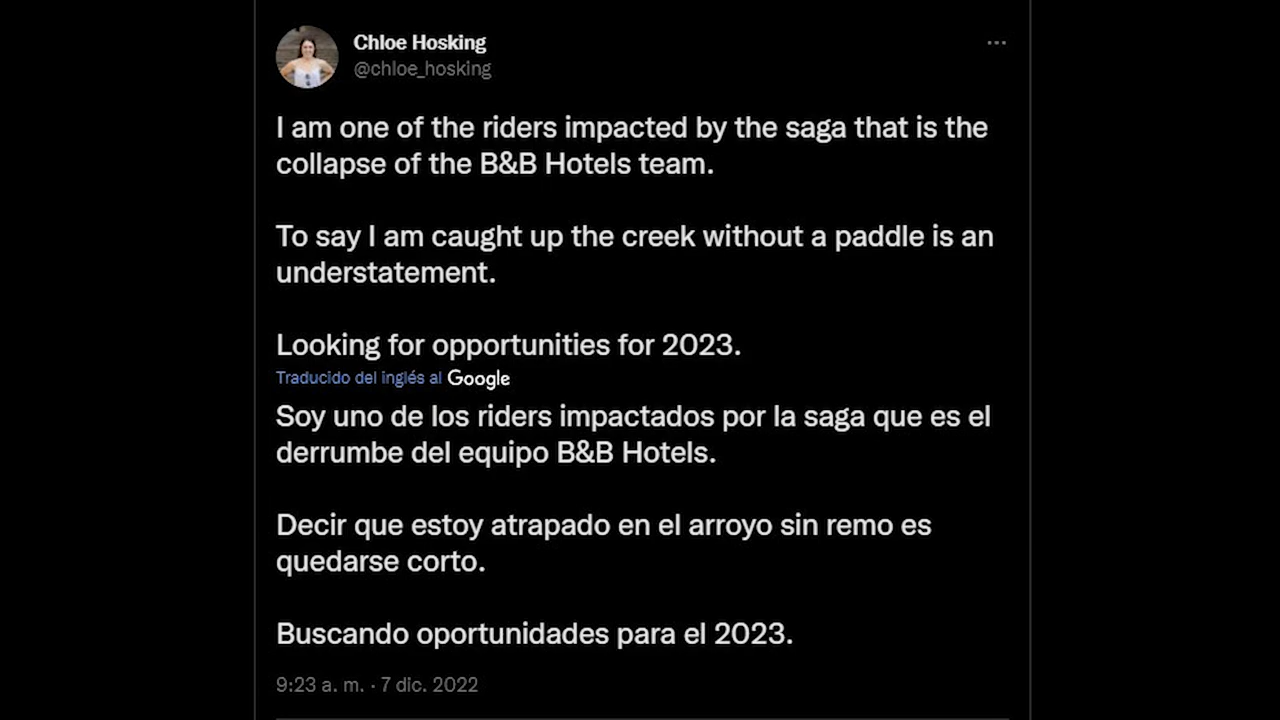 Chloe Hosking
@chloe_hosking
I am one of the riders impacted by the saga that is the
collapse of the B&B Hotels team.
To say I am caught up the creek without a paddle is an
understatement.
Looking for opportunities for 2023.
Traducido del inglés al Google
Soy uno de los riders impactados por la saga que es el
derrumbe del equipo B&B Hotels.
Decir que estoy atrapado en el arroyo sin remo es
quedarse corto.
Buscando oportunidades para el 2023.
9:23 a. m. · 7 dic. 2022